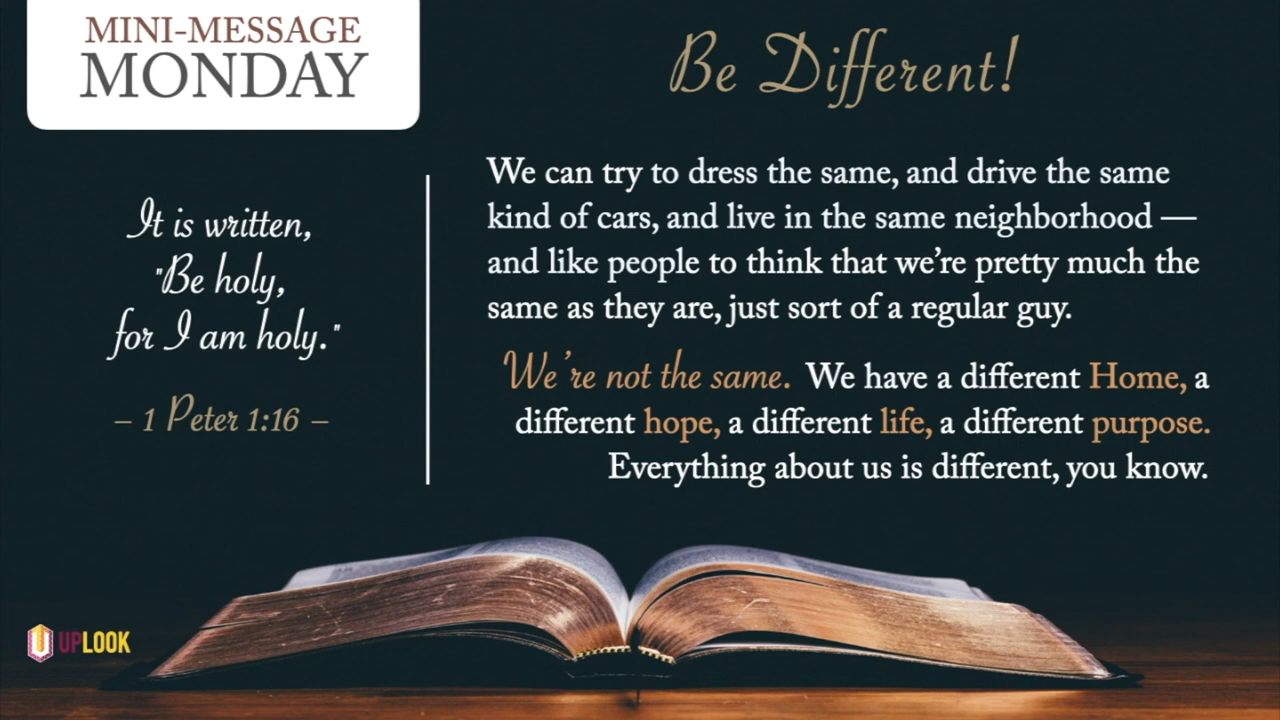 MINI-MESSAGE
MONDAY
It is written,
"Be holy,
for I am holy."
– 1 Peter 1:16 –
Be Different!
We can try to dress the same, and drive the same
kind of cars, and live in the same neighborhood —
and like people to think that we’re pretty much the
same as they are, just sort of a regular guy.
We’re not the same. We have a different Home, a
different hope, a different life, a different purpose.
Everything about us is different, you know.
UPLOOK